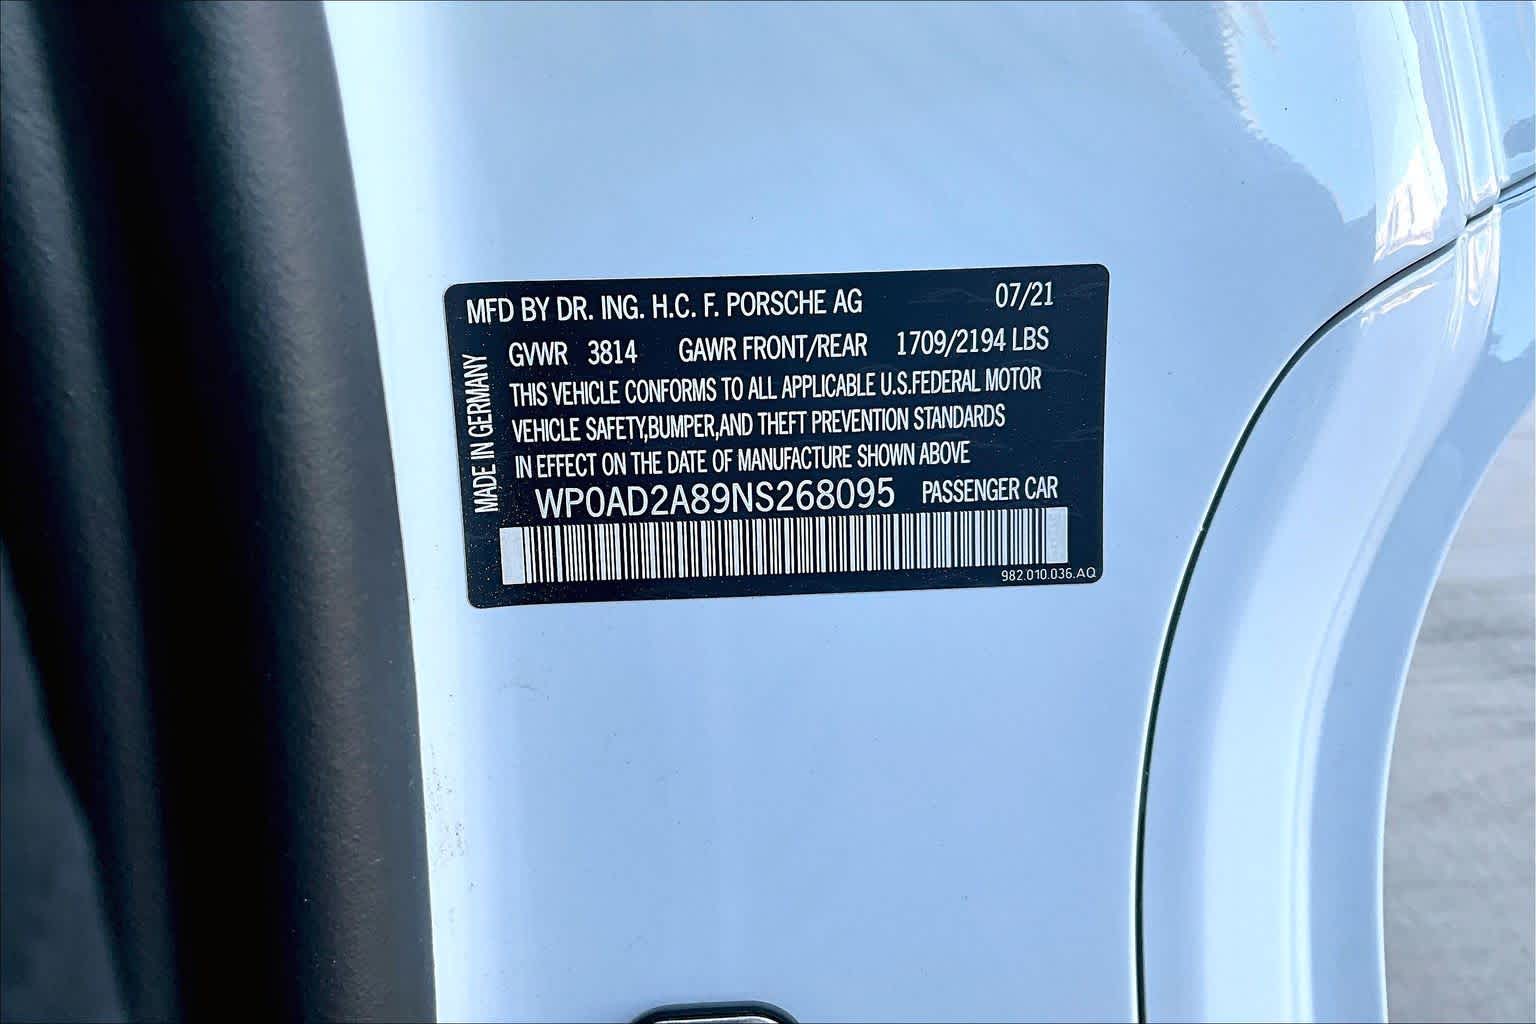 MFD BY DR. ING. H.C. F. PORSCHE AG 07/21
GVWR 3814 GAWR FRONT/REAR 1709/2194 LBS
THIS VEHICLE CONFORMS TO ALL APPLICABLE U.S.FEDERAL MOTOR
VEHICLE SAFETY,BUMPER,AND THEFT PREVENTION STANDARDS
IN EFFECT ON THE DATE OF MANUFACTURE SHOWN ABOVE
WP0AD2A89NS268095 PASSENGER CAR
982.010.036.AQ
MADE IN GERMANY